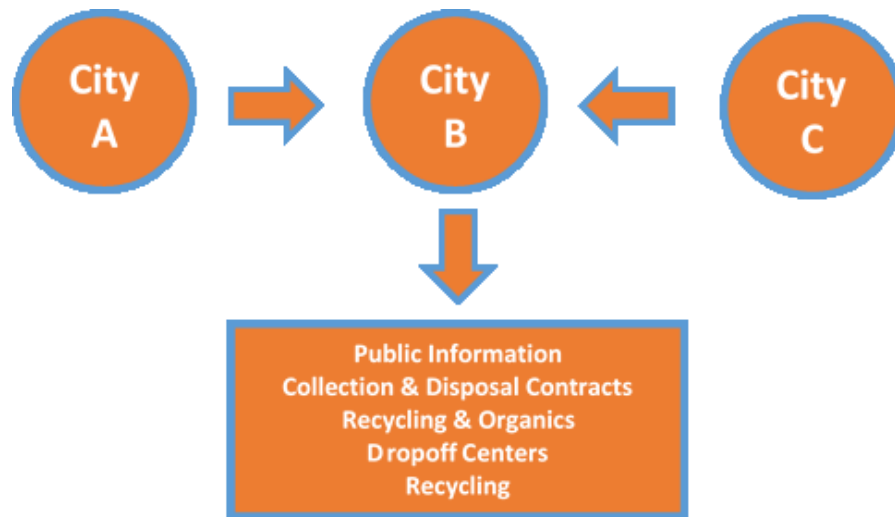 City
A
City
B
City
C
Public Information
Collection & Disposal Contracts
Recycling & Organics
Dropoff Centers
Recycling